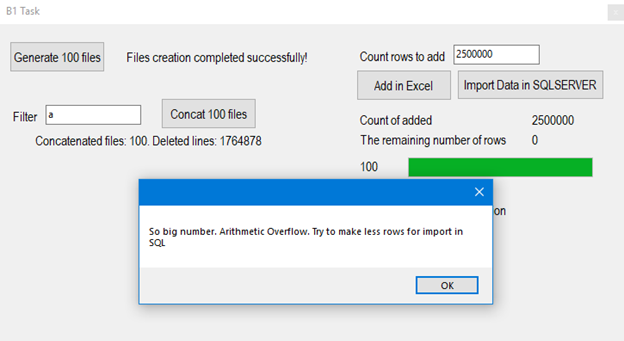 B1 Task
Generate 100 files
Files creation completed successfully!
Filter
a
Concat 100 files
Concatenated files: 100. Deleted lines: 1764878
Count rows to add
2500000
Add in Excel
Import Data in SQLSERVER
Count of added
2500000
The remaining number of rows
0
100
on
So big number. Arithmetic Overflow. Try to make less rows for import in
SQL
OK